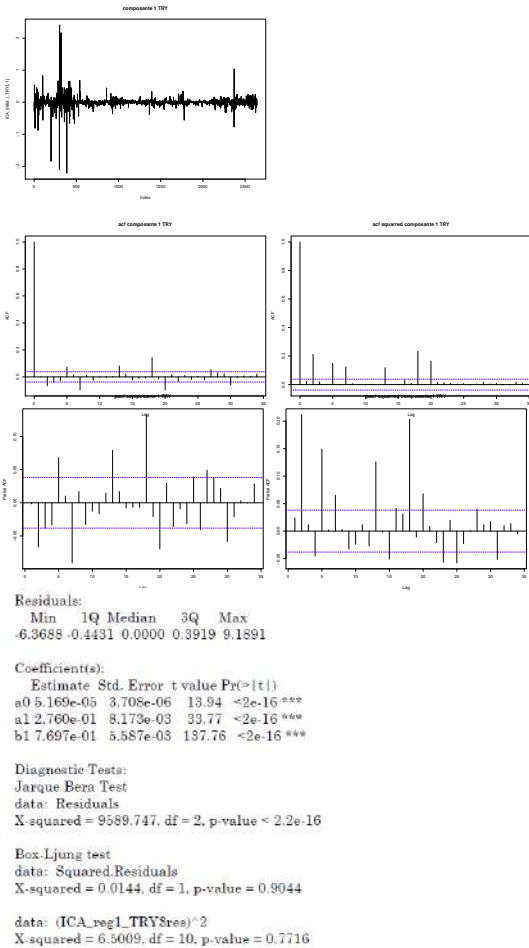 composante 1 TRY
Index
acf composante 1 TRY
acf squarred composante 1 TRY
ACF
ACF
Lag
Lag
Partial ACF
Partial ACF
Lag
Residuals:
Min 1Q Median 3Q Max
-6.3688 -0.4431 0.0000 0.3919 9.1891
Coefficient(s):
Estimate Std. Error t value Pr(>|t|)
a0 5.169e-05 3.708e-06 13.94 <2e-16 ***
a1 2.760e-01 8.173e-03 33.77 <2e-16 ***
b1 7.697e-01 5.587e-03 137.76 <2e-16 ***
Diagnostic Tests:
Jarque Bera Test
data: Residuals
X-squared = 9589.747, df = 2, p-value < 2.2e-16
Box-Ljung test
data: Squared.Residuals
X-squared = 0.0144, df = 1, p-value = 0.9044
data: (ICA_reg1_TRY$res)^2
X-squared = 6.5009, df = 10, p-value = 0.7716